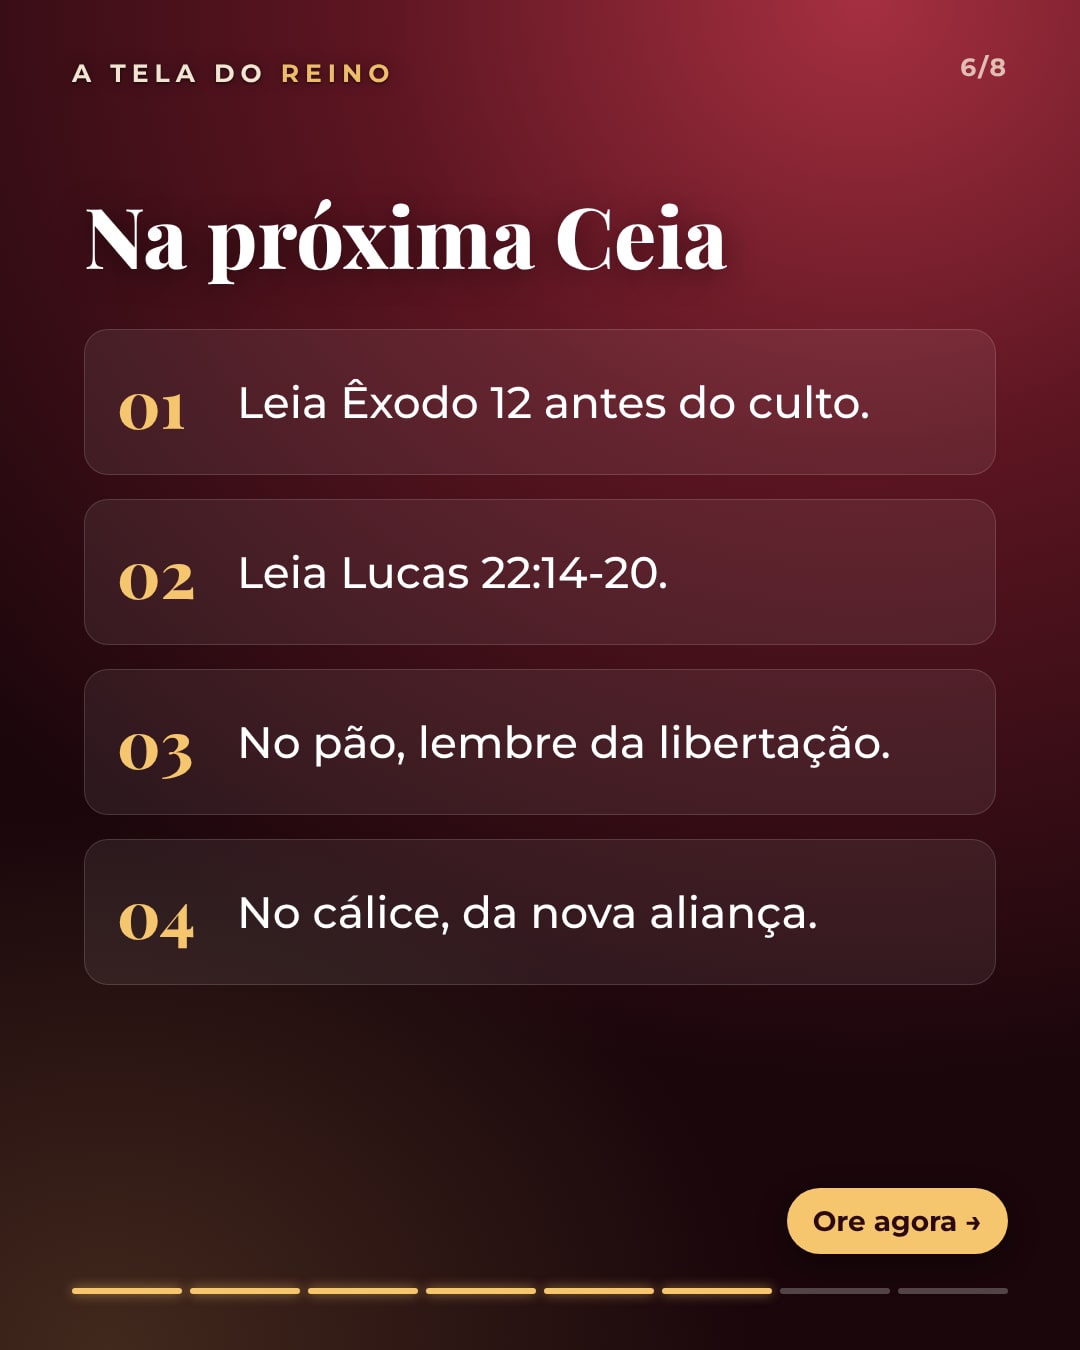 A TELA DO REINO
6/8
Na próxima Ceia
01 Leia Êxodo 12 antes do culto.
02 Leia Lucas 22:14-20.
03 No pão, lembre da libertação.
04 No cálice, da nova aliança.
Ore agora →